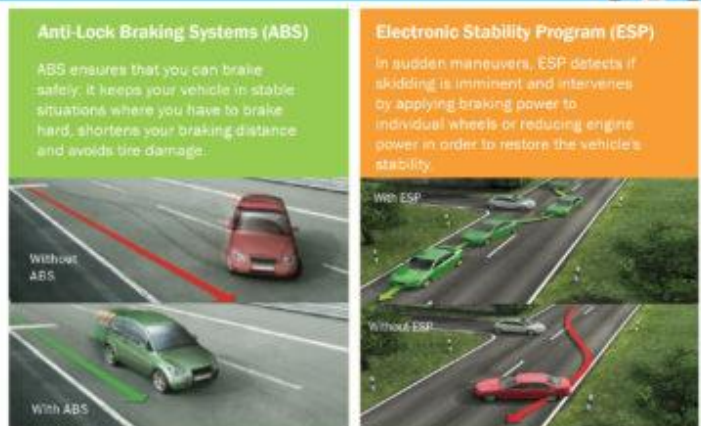 Anti-Lock Braking Systems (ABS)
ABS ensures that you can brake
safely: it keeps your vehicle in stable
situations where you have to brake
hard, shortens your braking distance
and avoids tire damage.
Without
ABS
With ABS
Electronic Stability Program (ESP)
In sudden maneuvers, ESP detects if
skidding is imminent and intervenes
by applying braking power to
individual wheels or reducing engine
power in order to restore the vehicle's
stability.
With ESP
Without ESP